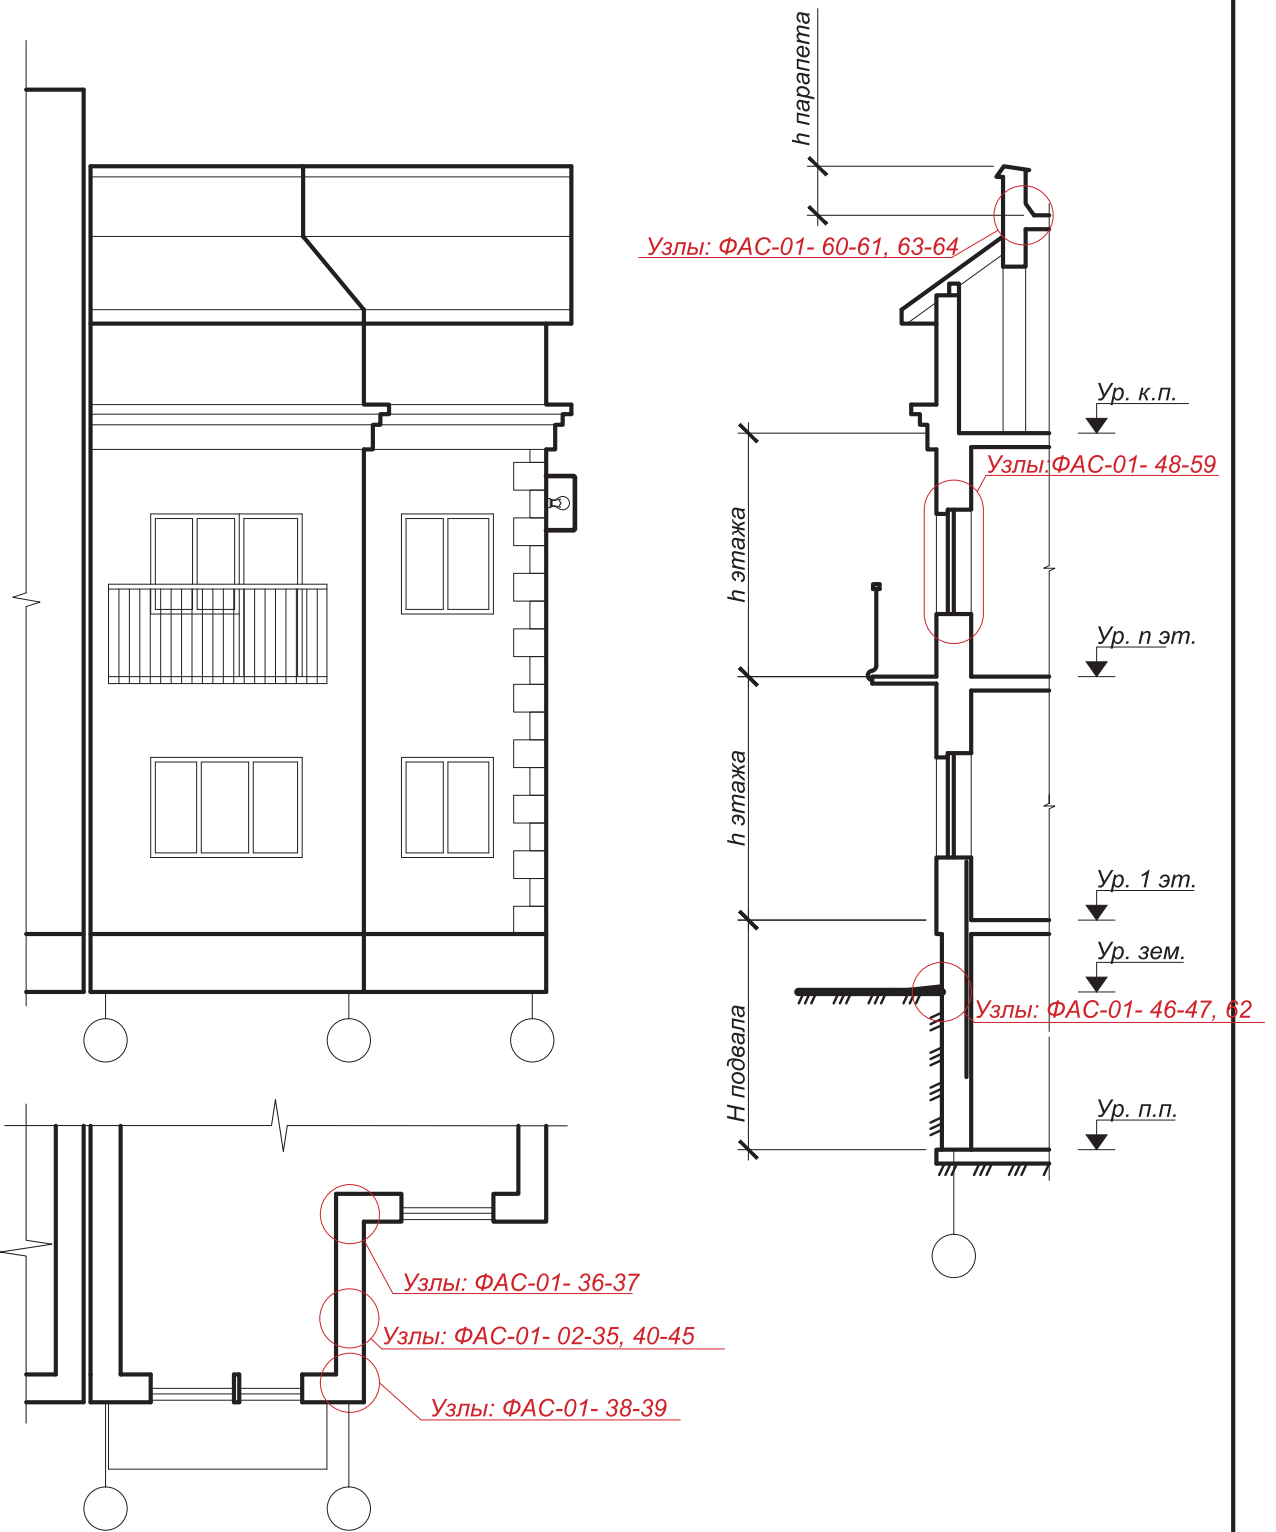 h парапета
Узлы: ФАС-01- 60-61, 63-64
Ур. к.п.
Узлы:ФАС-01- 48-59
h этажа
Ур. n эт.
h этажа
Ур. 1 эт.
Ур. зем.
Узлы: ФАС-01- 46-47, 62
H подвала
Ур. п.п.
Узлы: ФАС-01- 36-37
Узлы: ФАС-01- 02-35, 40-45
Узлы: ФАС-01- 38-39